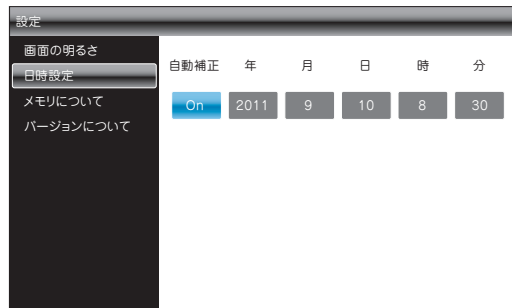 設定
画面の明るさ
日時設定
メモリについて
バージョンについて
自動補正 年 月 日 時 分
On 2011 9 10 8 30